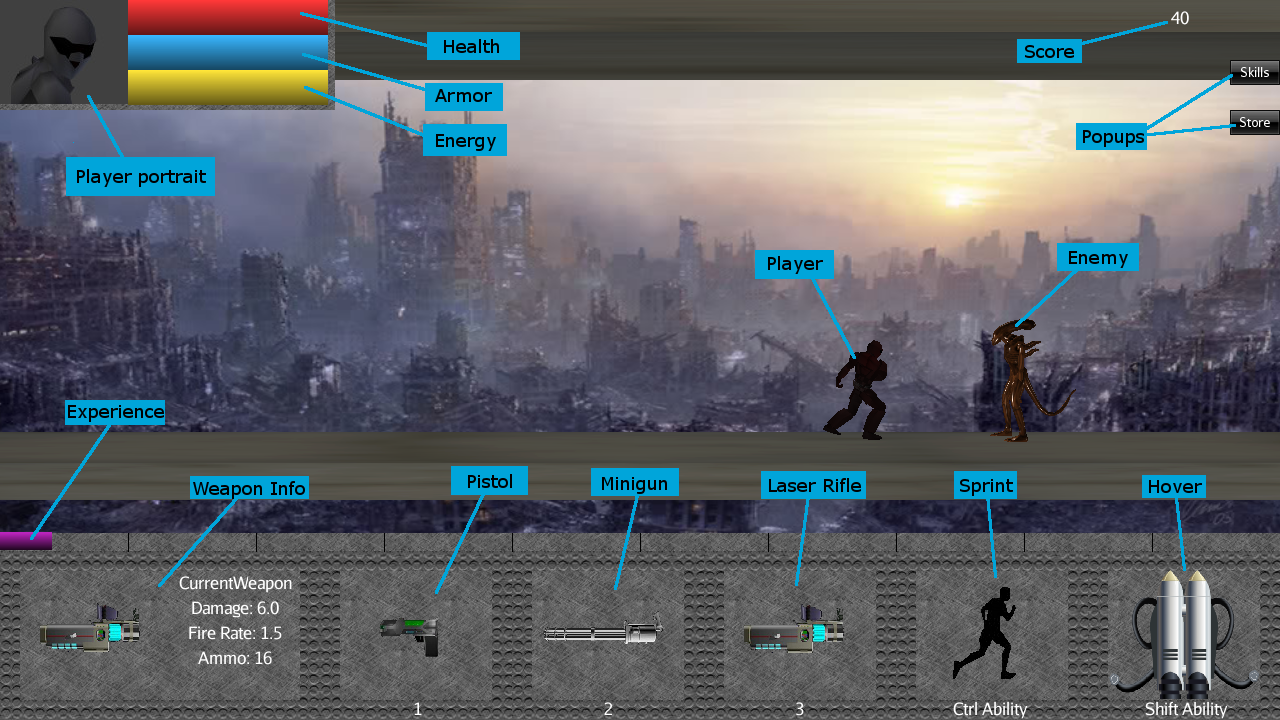 40
Health
Score
Skills
Armor
Store
Energy
Popups
Player portrait
Player
Enemy
Experience
Weapon Info
Pistol
Minigun
Laser Rifle
Sprint
Hover
CurrentWeapon
Damage: 6.0
Fire Rate: 1.5
Ammo: 16
1
2
3
Ctrl Ability
Shift Ability